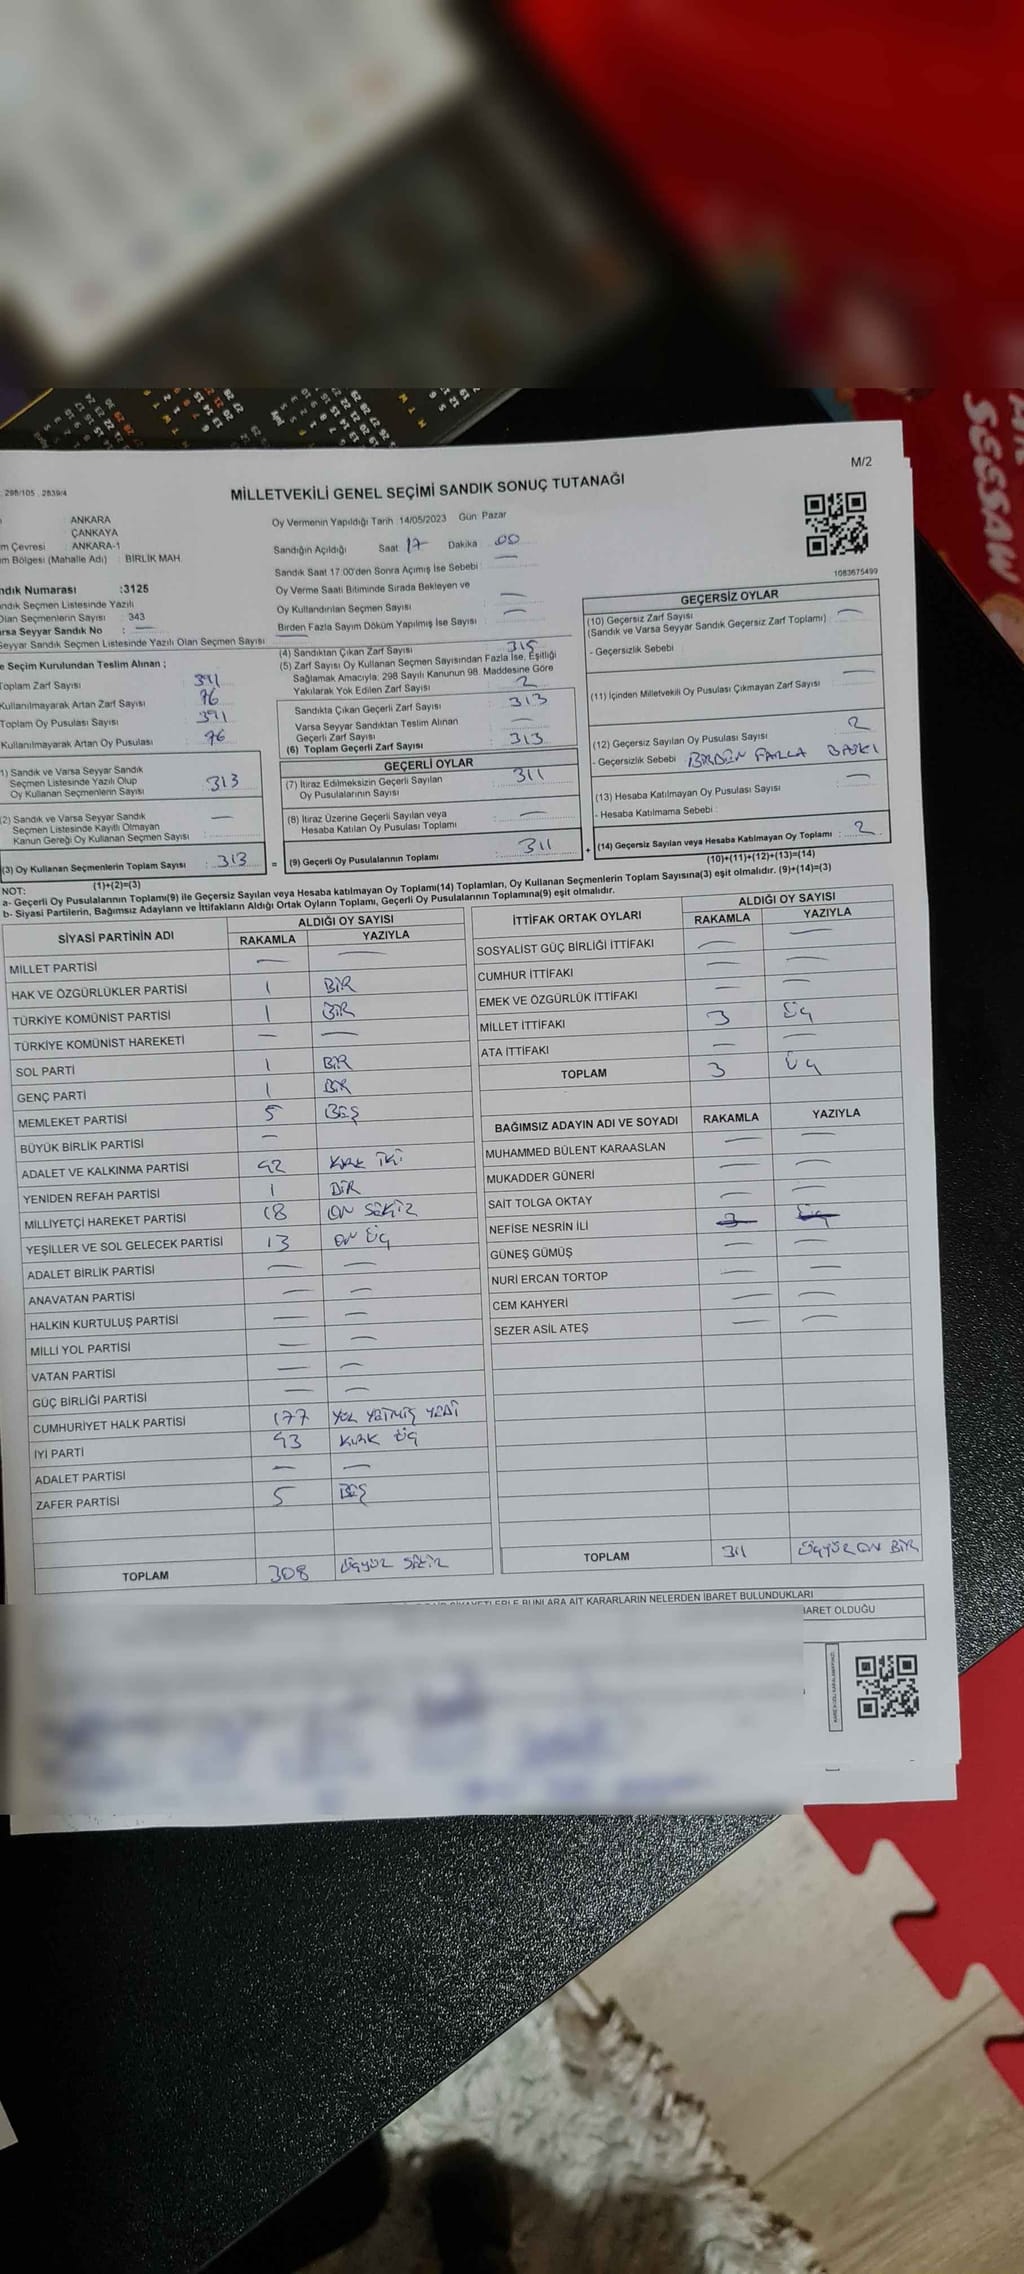 SEESAW
M/2
298/105 . 2839/4
MİLLETVEKİLİ GENEL SEÇİMİ SANDIK SONUÇ TUTANAĞI
ANKARA
ÇANKAYA
m Çevresi : ANKARA-1
m Bölgesi (Mahalle Adı) : BİRLİK MAH.
Oy Vermenin Yapıldığı Tarih :14/05/2023 Gün: Pazar
Sandığın Açıldığı Saat 17 Dakika 00
Sandık Saat 17:00'den Sonra Açımış İse Sebebi : —
Oy Verme Saati Bitiminde Sırada Bekleyen ve
Oy Kullandırılan Seçmen Sayısı : —
Birden Fazla Sayım Döküm Yapılmış İse Sayısı : —
1083675499
ndık Numarası :3125
ndık Seçmen Listesinde Yazılı
Olan Seçmenlerin Sayısı : 343
arsa Seyyar Sandık No : —
Seyyar Sandık Seçmen Listesinde Yazılı Olan Seçmen Sayısı : —
e Seçim Kurulundan Teslim Alınan ;
Toplam Zarf Sayısı : 391
Kullanılmayarak Artan Zarf Sayısı : 76
Toplam Oy Pusulası Sayısı : 391
Kullanılmayarak Artan Oy Pusulası : 76
1) Sandık ve Varsa Seyyar Sandık
Seçmen Listesinde Yazılı Olup
Oy Kullanan Seçmenlerin Sayısı : 313
(2) Sandık ve Varsa Seyyar Sandık
Seçmen Listesinde Kayıtlı Olmayan
Kanun Gereği Oy Kullanan Seçmen Sayısı : —
(3) Oy Kullanan Seçmenlerin Toplam Sayısı : 313 =
(1)+(2)=(3)
(4) Sandıktan Çıkan Zarf Sayısı : 315
(5) Zarf Sayısı Oy Kullanan Seçmen Sayısından Fazla İse, Eşitliği
Sağlamak Amacıyla, 298 Sayılı Kanunun 98. Maddesine Göre
Yakılarak Yok Edilen Zarf Sayısı : 2
Sandıkta Çıkan Geçerli Zarf Sayısı : 313
Varsa Seyyar Sandıktan Teslim Alınan
Geçerli Zarf Sayısı : —
(6) Toplam Geçerli Zarf Sayısı : 313
GEÇERLİ OYLAR
(7) İtiraz Edilmeksizin Geçerli Sayılan
Oy Pusulalarının Sayısı : 311
(8) İtiraz Üzerine Geçerli Sayılan veya
Hesaba Katılan Oy Pusulası Toplamı : —
(9) Geçerli Oy Pusulalarının Toplamı : 311 +
GEÇERSİZ OYLAR
(10) Geçersiz Zarf Sayısı : —
(Sandık ve Varsa Seyyar Sandık Geçersiz Zarf Toplamı)
- Geçersizlik Sebebi :
(11) İçinden Milletvekili Oy Pusulası Çıkmayan Zarf Sayısı : —
(12) Geçersiz Sayılan Oy Pusulası Sayısı : 2
- Geçersizlik Sebebi : BİRDEN FAZLA BASKI
(13) Hesaba Katılmayan Oy Pusulası Sayısı : —
- Hesaba Katılmama Sebebi :
(14) Geçersiz Sayılan veya Hesaba Katılmayan Oy Toplamı : 2
(10)+(11)+(12)+(13)=(14)
NOT:
a- Geçerli Oy Pusulalarının Toplamı(9) ile Geçersiz Sayılan veya Hesaba katılmayan Oy Toplamı(14) Toplamları, Oy Kullanan Seçmenlerin Toplam Sayısına(3) eşit olmalıdır. (9)+(14)=(3)
b- Siyasi Partilerin, Bağımsız Adayların ve İttifakların Aldığı Ortak Oyların Toplamı, Geçerli Oy Pusulalarının Toplamına(9) eşit olmalıdır.
SİYASİ PARTİNİN ADI ALDIĞI OY SAYISI
RAKAMLA YAZIYLA
MİLLET PARTİSİ — —
HAK VE ÖZGÜRLÜKLER PARTİSİ 1 BİR
TÜRKİYE KOMÜNİST PARTİSİ 1 BİR
TÜRKİYE KOMÜNİST HAREKETİ — —
SOL PARTİ 1 BİR
GENÇ PARTİ 1 BİR
MEMLEKET PARTİSİ 5 BEŞ
BÜYÜK BİRLİK PARTİSİ —
ADALET VE KALKINMA PARTİSİ 42 KIRK İKİ
YENİDEN REFAH PARTİSİ 1 BİR
MİLLİYETÇİ HAREKET PARTİSİ 18 ON SEKİZ
YEŞİLLER VE SOL GELECEK PARTİSİ 13 ON ÜÇ
ADALET BİRLİK PARTİSİ — —
ANAVATAN PARTİSİ — —
HALKIN KURTULUŞ PARTİSİ — —
MİLLİ YOL PARTİSİ — —
VATAN PARTİSİ — —
GÜÇ BİRLİĞİ PARTİSİ — —
CUMHURİYET HALK PARTİSİ 177 YÜZ YETMİŞ YEDİ
İYİ PARTİ 43 KIRK ÜÇ
ADALET PARTİSİ — —
ZAFER PARTİSİ 5 BEŞ
TOPLAM 308 ÜÇYÜZ SEKİZ
İTTİFAK ORTAK OYLARI ALDIĞI OY SAYISI
RAKAMLA YAZIYLA
SOSYALİST GÜÇ BİRLİĞİ İTTİFAKI — —
CUMHUR İTTİFAKI — —
EMEK VE ÖZGÜRLÜK İTTİFAKI — —
MİLLET İTTİFAKI 3 ÜÇ
ATA İTTİFAKI — —
TOPLAM 3 ÜÇ
BAĞIMSIZ ADAYIN ADI VE SOYADI RAKAMLA YAZIYLA
MUHAMMED BÜLENT KARAASLAN — —
MUKADDER GÜNERİ — —
SAİT TOLGA OKTAY — —
NEFİSE NESRİN İLİ 3 ÜÇ
GÜNEŞ GÜMÜŞ — —
NURİ ERCAN TORTOP — —
CEM KAHYERİ — —
SEZER ASİL ATEŞ — —
TOPLAM 311 ÜÇYÜZ ON BİR
BUNLARA AİT KARARLARIN NELERDEN İBARET BULUNDUKLARI
BARET OLDUĞU